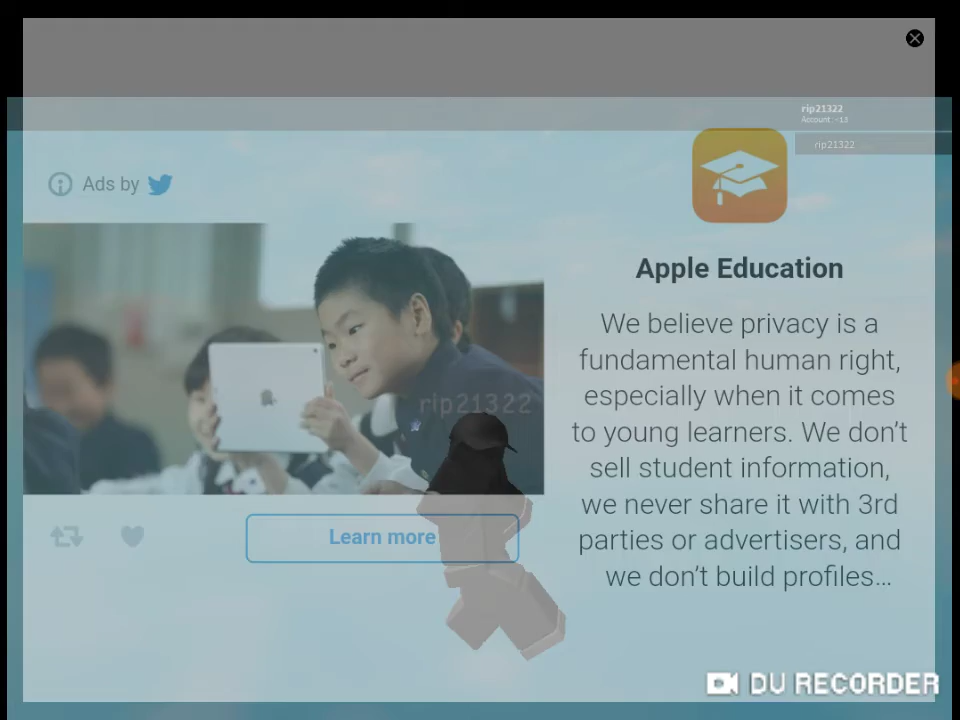 rip21322
Account: <13
rip21322
Ads by
Apple Education
We believe privacy is a
fundamental human right,
especially when it comes
to young learners. We don't
sell student information,
we never share it with 3rd
parties or advertisers, and
we don't build profiles…
rip21322
Learn more
DU RECORDER